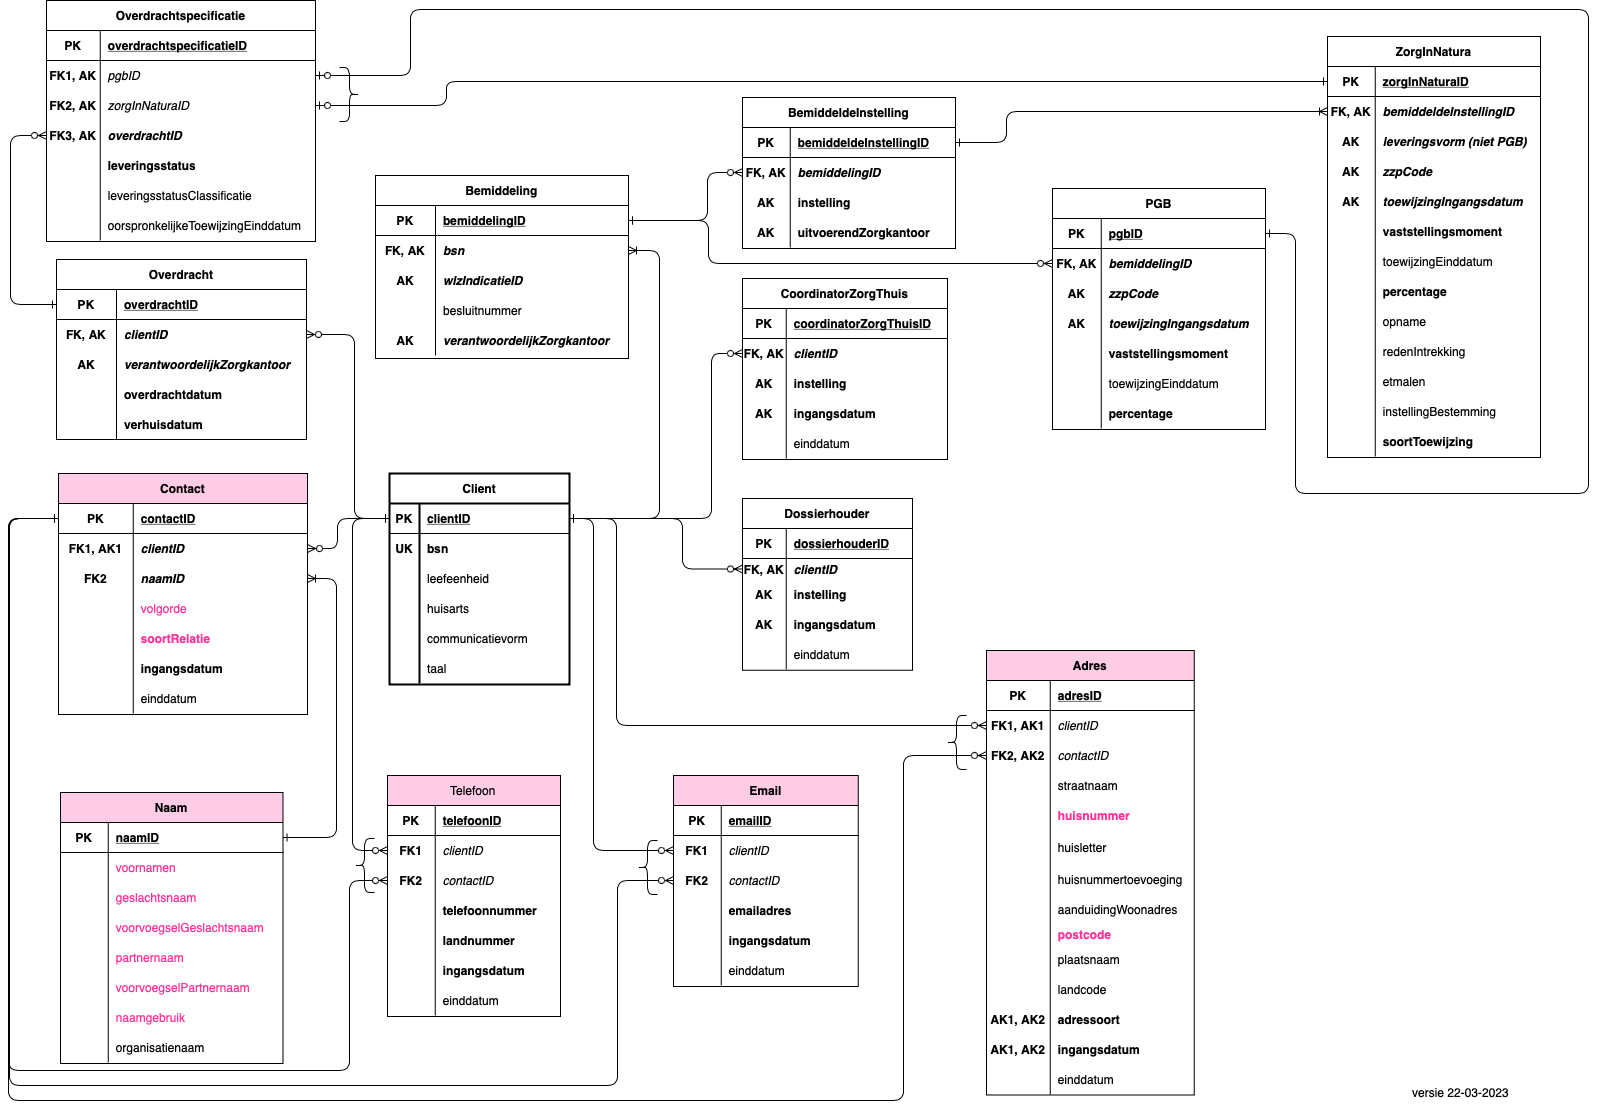 Overdrachtspecificatie
PK overdrachtspecificatieID
FK1, AK pgbID
FK2, AK zorgInNaturaID
FK3, AK overdrachtID
leveringsstatus
leveringsstatusClassificatie
oorspronkelijkeToewijzingEinddatum
Overdracht
PK overdrachtID
FK, AK clientID
AK verantwoordelijkZorgkantoor
overdrachtdatum
verhuisdatum
Bemiddeling
PK bemiddelingID
FK, AK bsn
AK wlzIndicatieID
besluitnummer
AK verantwoordelijkZorgkantoor
BemiddeldeInstelling
PK bemiddeldeInstellingID
FK, AK bemiddelingID
AK instelling
AK uitvoerendZorgkantoor
CoordinatorZorgThuis
PK coordinatorZorgThuisID
FK, AK clientID
AK instelling
AK ingangsdatum
einddatum
PGB
PK pgbID
FK, AK bemiddelingID
AK zzpCode
AK toewijzingIngangsdatum
vaststellingsmoment
toewijzingEinddatum
percentage
ZorgInNatura
PK zorgInNaturaID
FK, AK bemiddeldeInstellingID
AK leveringsvorm (niet PGB)
AK zzpCode
AK toewijzingIngangsdatum
vaststellingsmoment
toewijzingEinddatum
percentage
opname
redenIntrekking
etmalen
instellingBestemming
soortToewijzing
Contact
PK contactID
FK1, AK1 clientID
FK2 naamID
volgorde
soortRelatie
ingangsdatum
einddatum
Client
PK clientID
UK bsn
leefeenheid
huisarts
communicatievorm
taal
Dossierhouder
PK dossierhouderID
FK, AK clientID
AK instelling
AK ingangsdatum
einddatum
Naam
PK naamID
voornamen
geslachtsnaam
voorvoegselGeslachtsnaam
partnernaam
voorvoegselPartnernaam
naamgebruik
organisatienaam
Telefoon
PK telefoonID
FK1 clientID
FK2 contactID
telefoonnummer
landnummer
ingangsdatum
einddatum
Email
PK emailID
FK1 clientID
FK2 contactID
emailadres
ingangsdatum
einddatum
Adres
PK adresID
FK1, AK1 clientID
FK2, AK2 contactID
straatnaam
huisnummer
huisletter
huisnummertoevoeging
aanduidingWoonadres
postcode
plaatsnaam
landcode
AK1, AK2 adressoort
AK1, AK2 ingangsdatum
einddatum
versie 22-03-2023